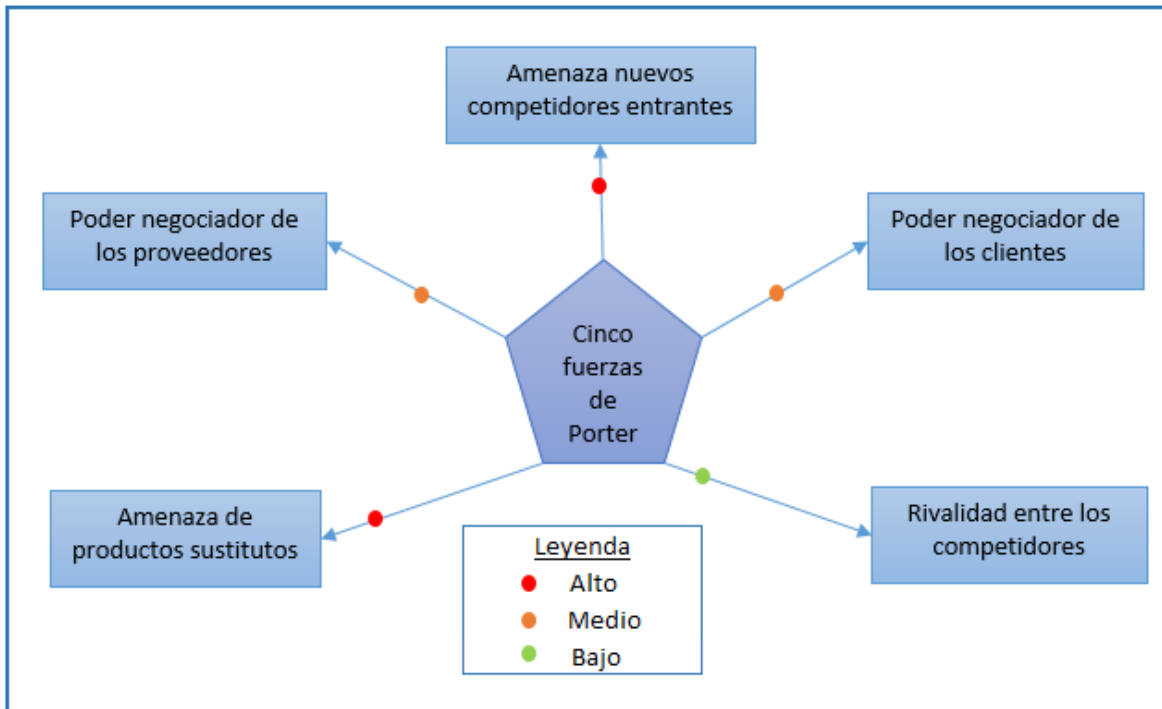 Amenaza nuevos
competidores entrantes
Poder negociador de
los proveedores
Poder negociador de
los clientes
Cinco
fuerzas
de
Porter
Amenaza de
productos sustitutos
Rivalidad entre los
competidores
Leyenda
Alto
Medio
Bajo